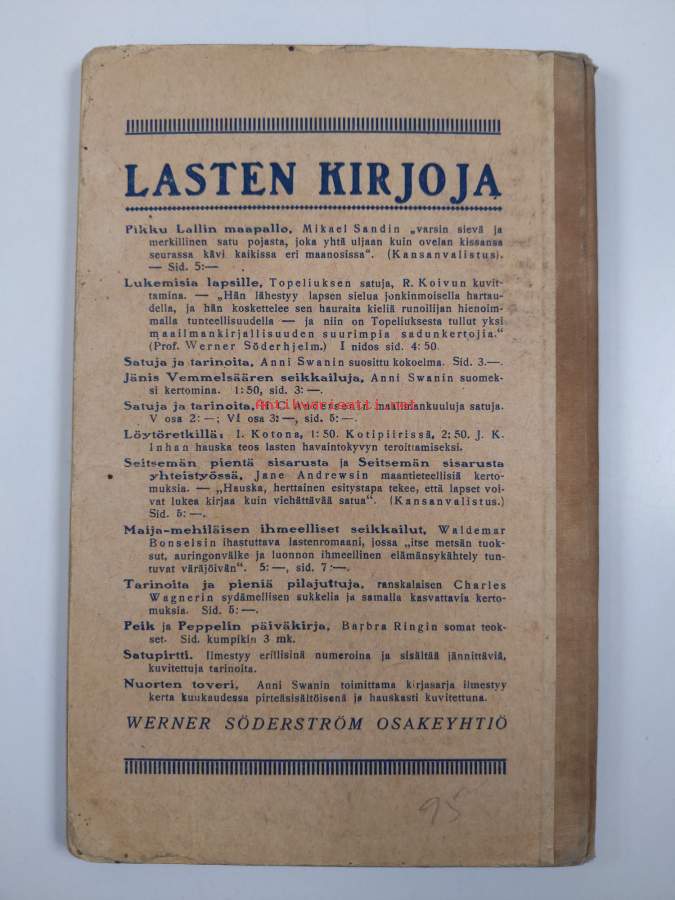 LASTEN KIRJOJA
Pikku Lallin maapallo, Mikael Sandin „varsin sievä ja
merkillinen satu pojasta, joka yhtä uljaan kuin ovelan kissansa
seurassa kävi kaikissa eri maanosissa“. (Kansanvalistus).
— Sid. 5:—
Lukemisia lapsille, Topeliuksen satuja, R. Koivun kuvit-
tamina. — „Hän lähestyy lapsen sielua jonkinmoisella hartau-
della, ja hän koskettelee sen hauraita kieliä runoilijan hienoim-
malla tunteellisuudella — ja niin on Topeliuksesta tullut yksi
maailmankirjallisuuden suurimpia sadunkertojia.“
(Prof. Werner Söderhjelm.) I nidos sid. 4: 50.
Satuja ja tarinoita, Anni Swanin suosittu kokoelma. Sid. 3.—.
Jänis Vemmelsäären seikkailuja, Anni Swanin suomek-
si kertomina. 1: 50, sid. 3: —.
Satuja ja tarinoita, H. C. Andersenin maailmankuuluja satuja.
V osa 2: —; VI osa 3: —, sid. 5: —.
Antikvariaatti.net
Löytöretkillä: I. Kotona, 1: 50. Kotipiirissä, 2: 50. J. K.
Inhan hauska teos lasten havaintokyvyn teroittamiseksi.
Seitsemän pientä sisarusta ja Seitsemän sisarusta
yhteistyössä, Jane Andrewsin maantieteellisiä kerto-
muksia. — „Hauska, herttainen esitystapa tekee, että lapset voi-
vat lukea kirjaa kuin viehättävää satua“. (Kansanvalistus.)
Sid. 5: —.
Maija-mehiläisen ihmeelliset seikkailut, Waldemar
Bonselsin ihastuttava lastenromaani, jossa „itse metsän tuok-
sut, auringonvälke ja luonnon ihmeellinen elämänsykähtely tun-
tuvat väräjöivän“. 5: —, sid. 7: —.
Tarinoita ja pieniä pilajuttuja, ranskalaisen Charles
Wagnerin sydämellisen sukkelia ja samalla kasvattavia kerto-
muksia. Sid. 5: —.
Peik ja Peppelin päiväkirja, Barbra Ringin somat teok-
set. Sid. kumpikin 3 mk.
Satupirtti. Ilmestyy erillisinä numeroina ja sisältää jännittäviä,
kuvitettuja tarinoita.
Nuorten toveri, Anni Swanin toimittama kirjasarja ilmestyy
kerta kuukaudessa pirteäsisältöisenä ja hauskasti kuvitettuna.
WERNER SÖDERSTRÖM OSAKEYHTIÖ
95